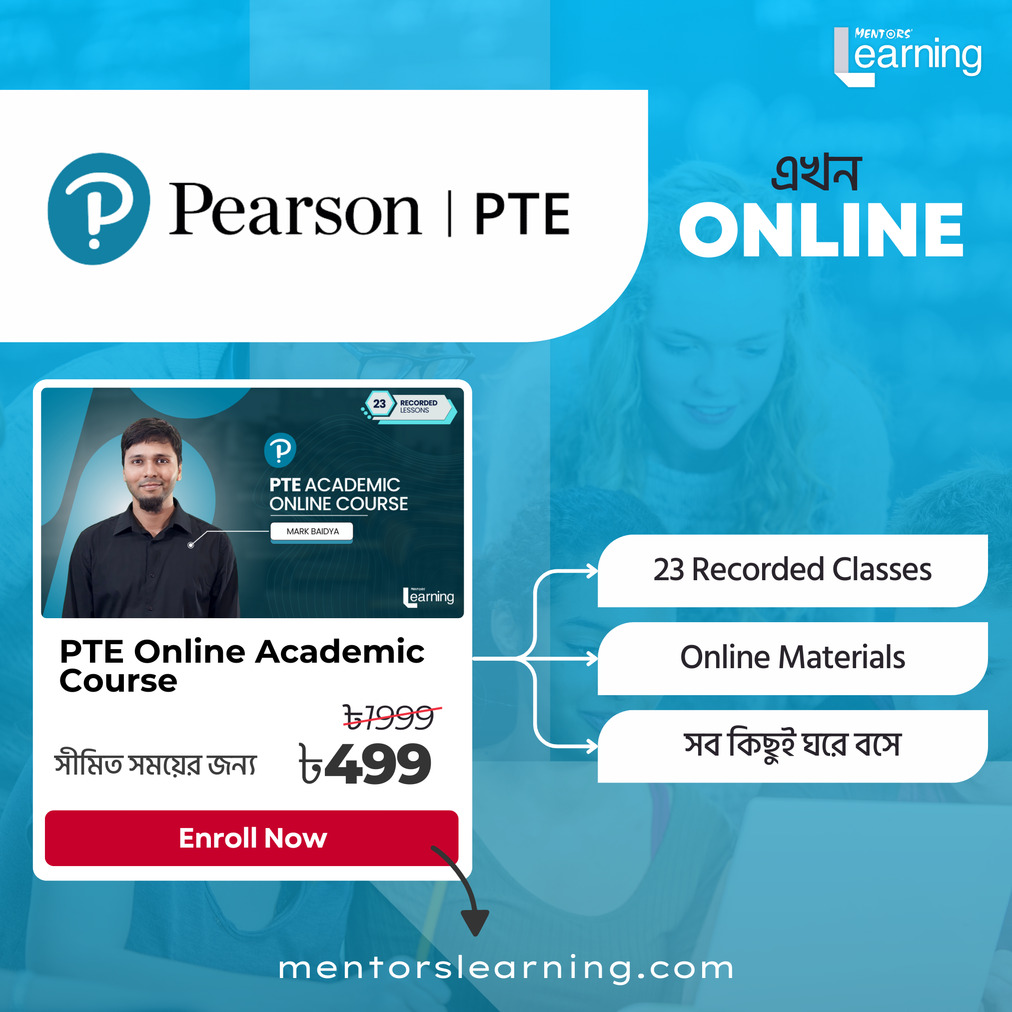 MENTORS'
Learning
Pearson | PTE
এখন
ONLINE
23 RECORDED
LESSONS
PTE ACADEMIC
ONLINE COURSE
MARK BAIDYA
MENTORS'
Learning
PTE Online Academic
Course
৳1999
সীমিত সময়ের জন্য ৳499
Enroll Now
23 Recorded Classes
Online Materials
সব কিছুই ঘরে বসে
mentorslearning.com